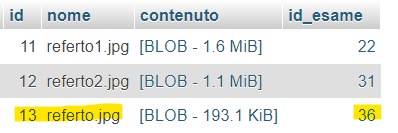 id nome contenuto id_esame
11 referto1.jpg [BLOB - 1.6 MiB] 22
12 referto2.jpg [BLOB - 1.1 MiB] 31
13 referto.jpg [BLOB - 193.1 KiB] 36